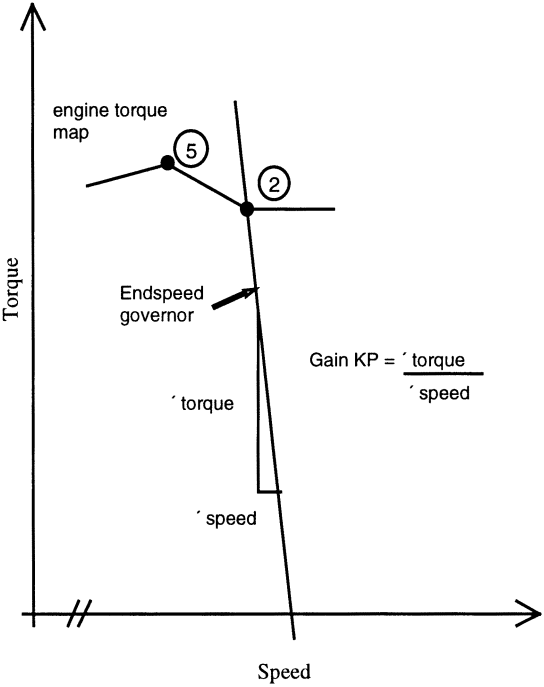 engine torque
map
5
2
Endspeed
governor
Torque
Gain KP = ´ torque
´ speed
´ torque
´ speed
Speed